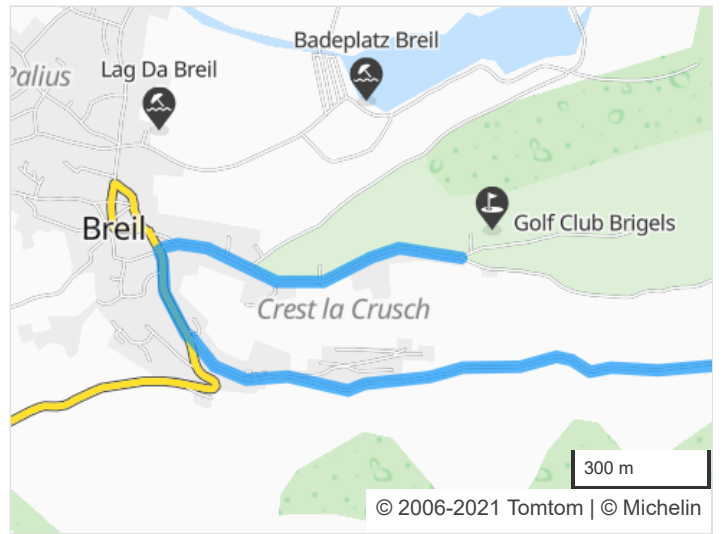 Badeplatz Breil
Lag Da Breil
Palius
Golf Club Brigels
Breil
Crest la Crusch
300 m
© 2006-2021 Tomtom | © Michelin